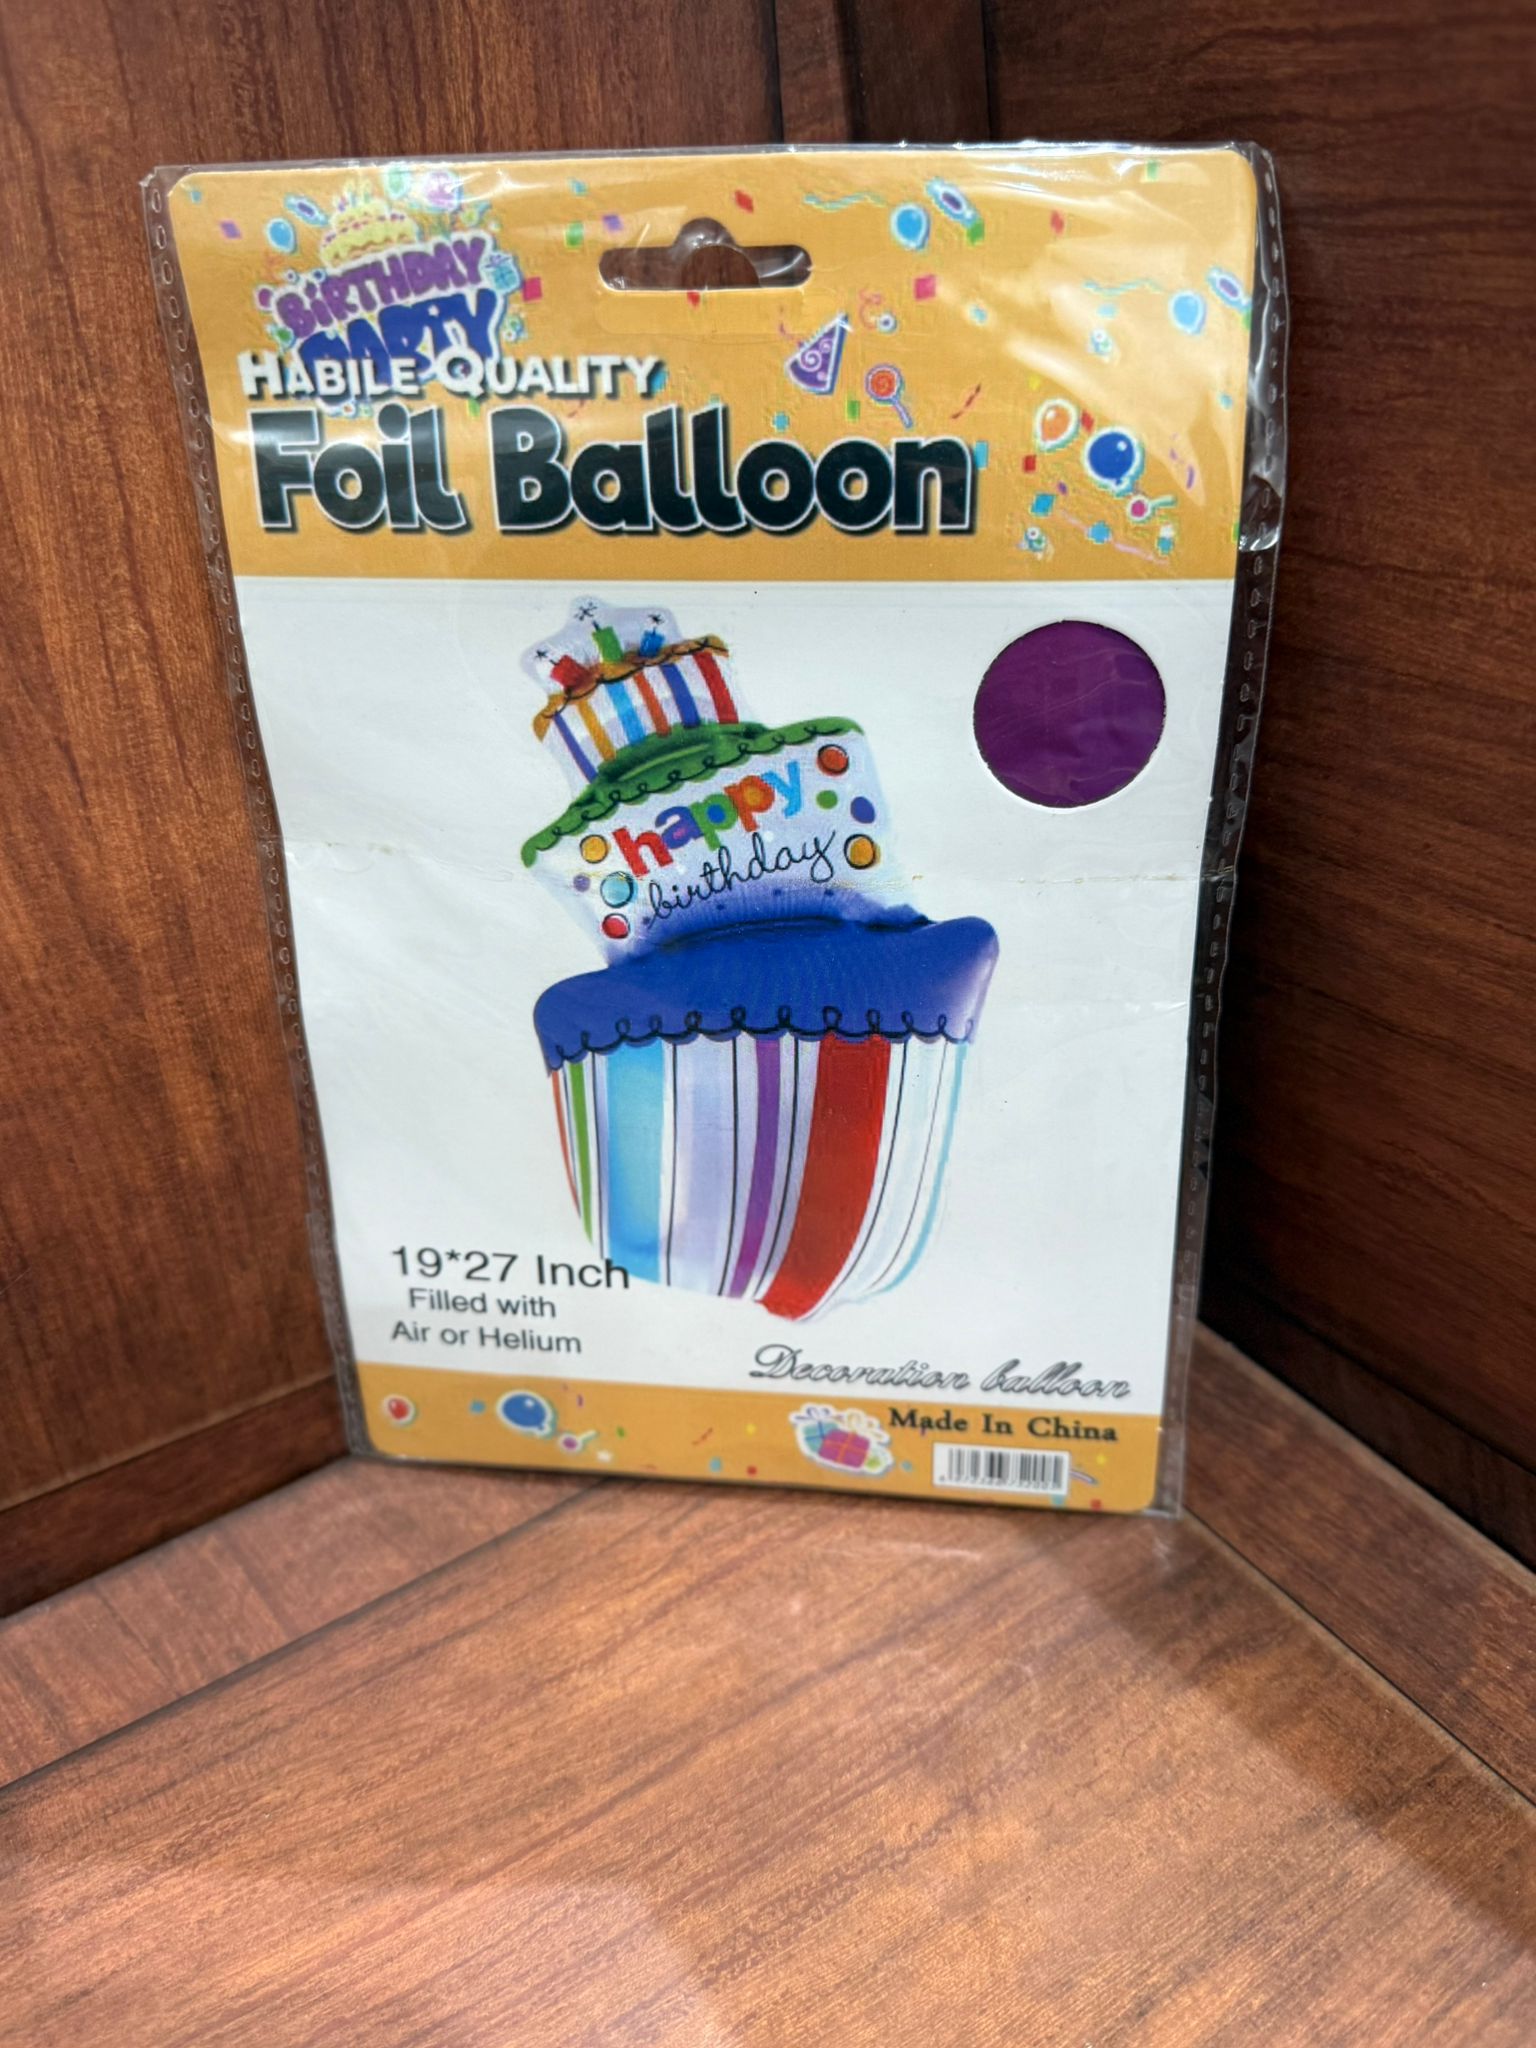 BIRTHDAY
PARTY
HABILE QUALITY
Foil Balloon
happy
birthday
19*27 Inch
Filled with
Air or Helium
Decoration balloon
Made In China